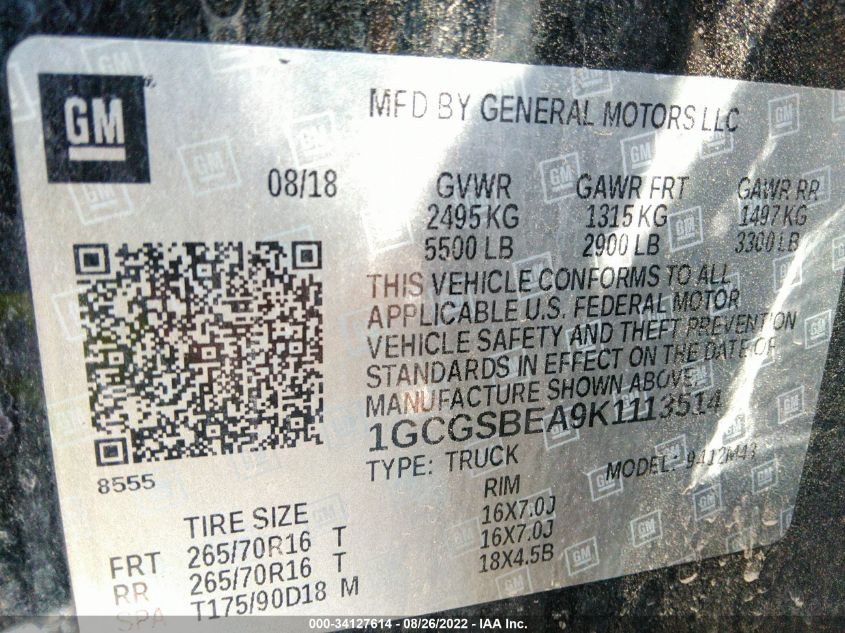 GM
MFD BY GENERAL MOTORS LLC
08/18
GVWR GAWR FRT GAWR RR
2495 KG 1315 KG 1497 KG
5500 LB 2900 LB 3300 LB
THIS VEHICLE CONFORMS TO ALL
APPLICABLE U.S. FEDERAL MOTOR
VEHICLE SAFETY AND THEFT PREVENTION
STANDARDS IN EFFECT ON THE DATE OF
MANUFACTURE SHOWN ABOVE.
1GCGSBEA9K1113514
TYPE: TRUCK MODEL: 9412M43
8555
TIRE SIZE RIM
FRT 265/70R16 T 16X7.0J
RR 265/70R16 T 16X7.0J
SPA T175/90D18 M 18X4.5B
000-34127614 - 08/26/2022 - IAA Inc.